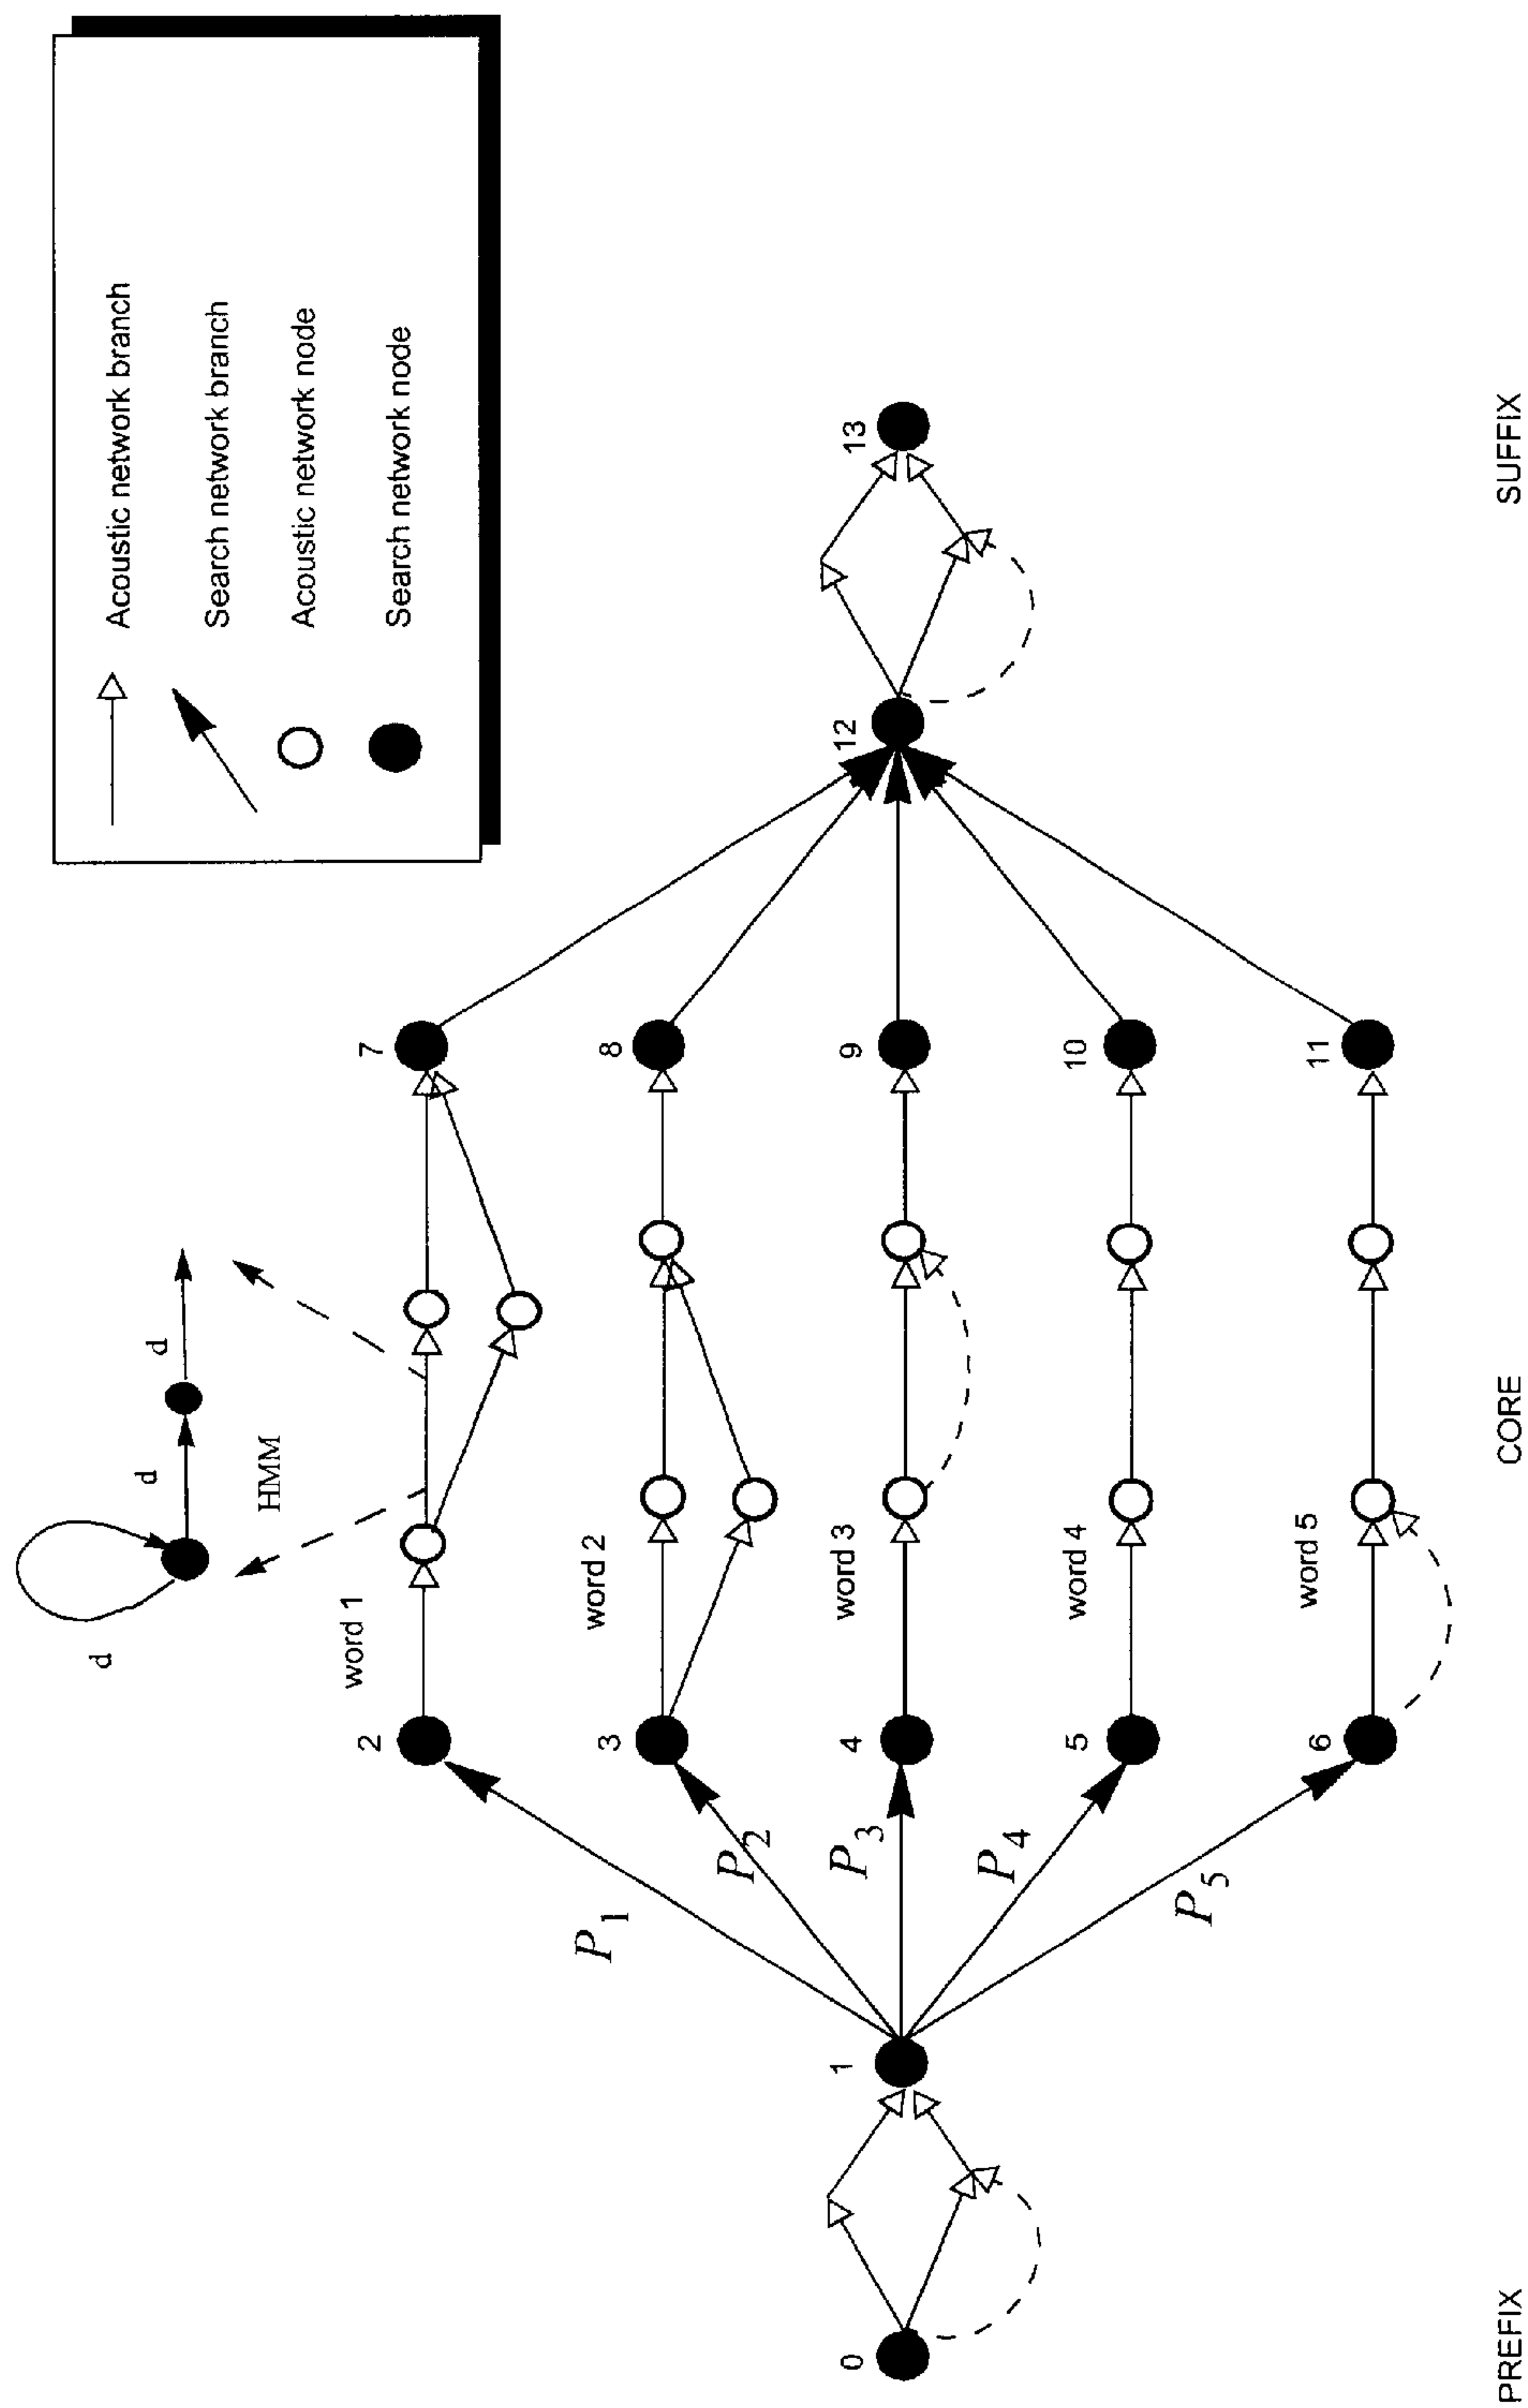 Acoustic network branch
Search network branch
Acoustic network node
Search network node
d
d
d
HMM
word 1
2
7
P1
word 2
3
8
P2
0
1
P3
word 3
4
9
12
13
P4
word 4
5
10
P5
word 5
6
11
PREFIX
CORE
SUFFIX